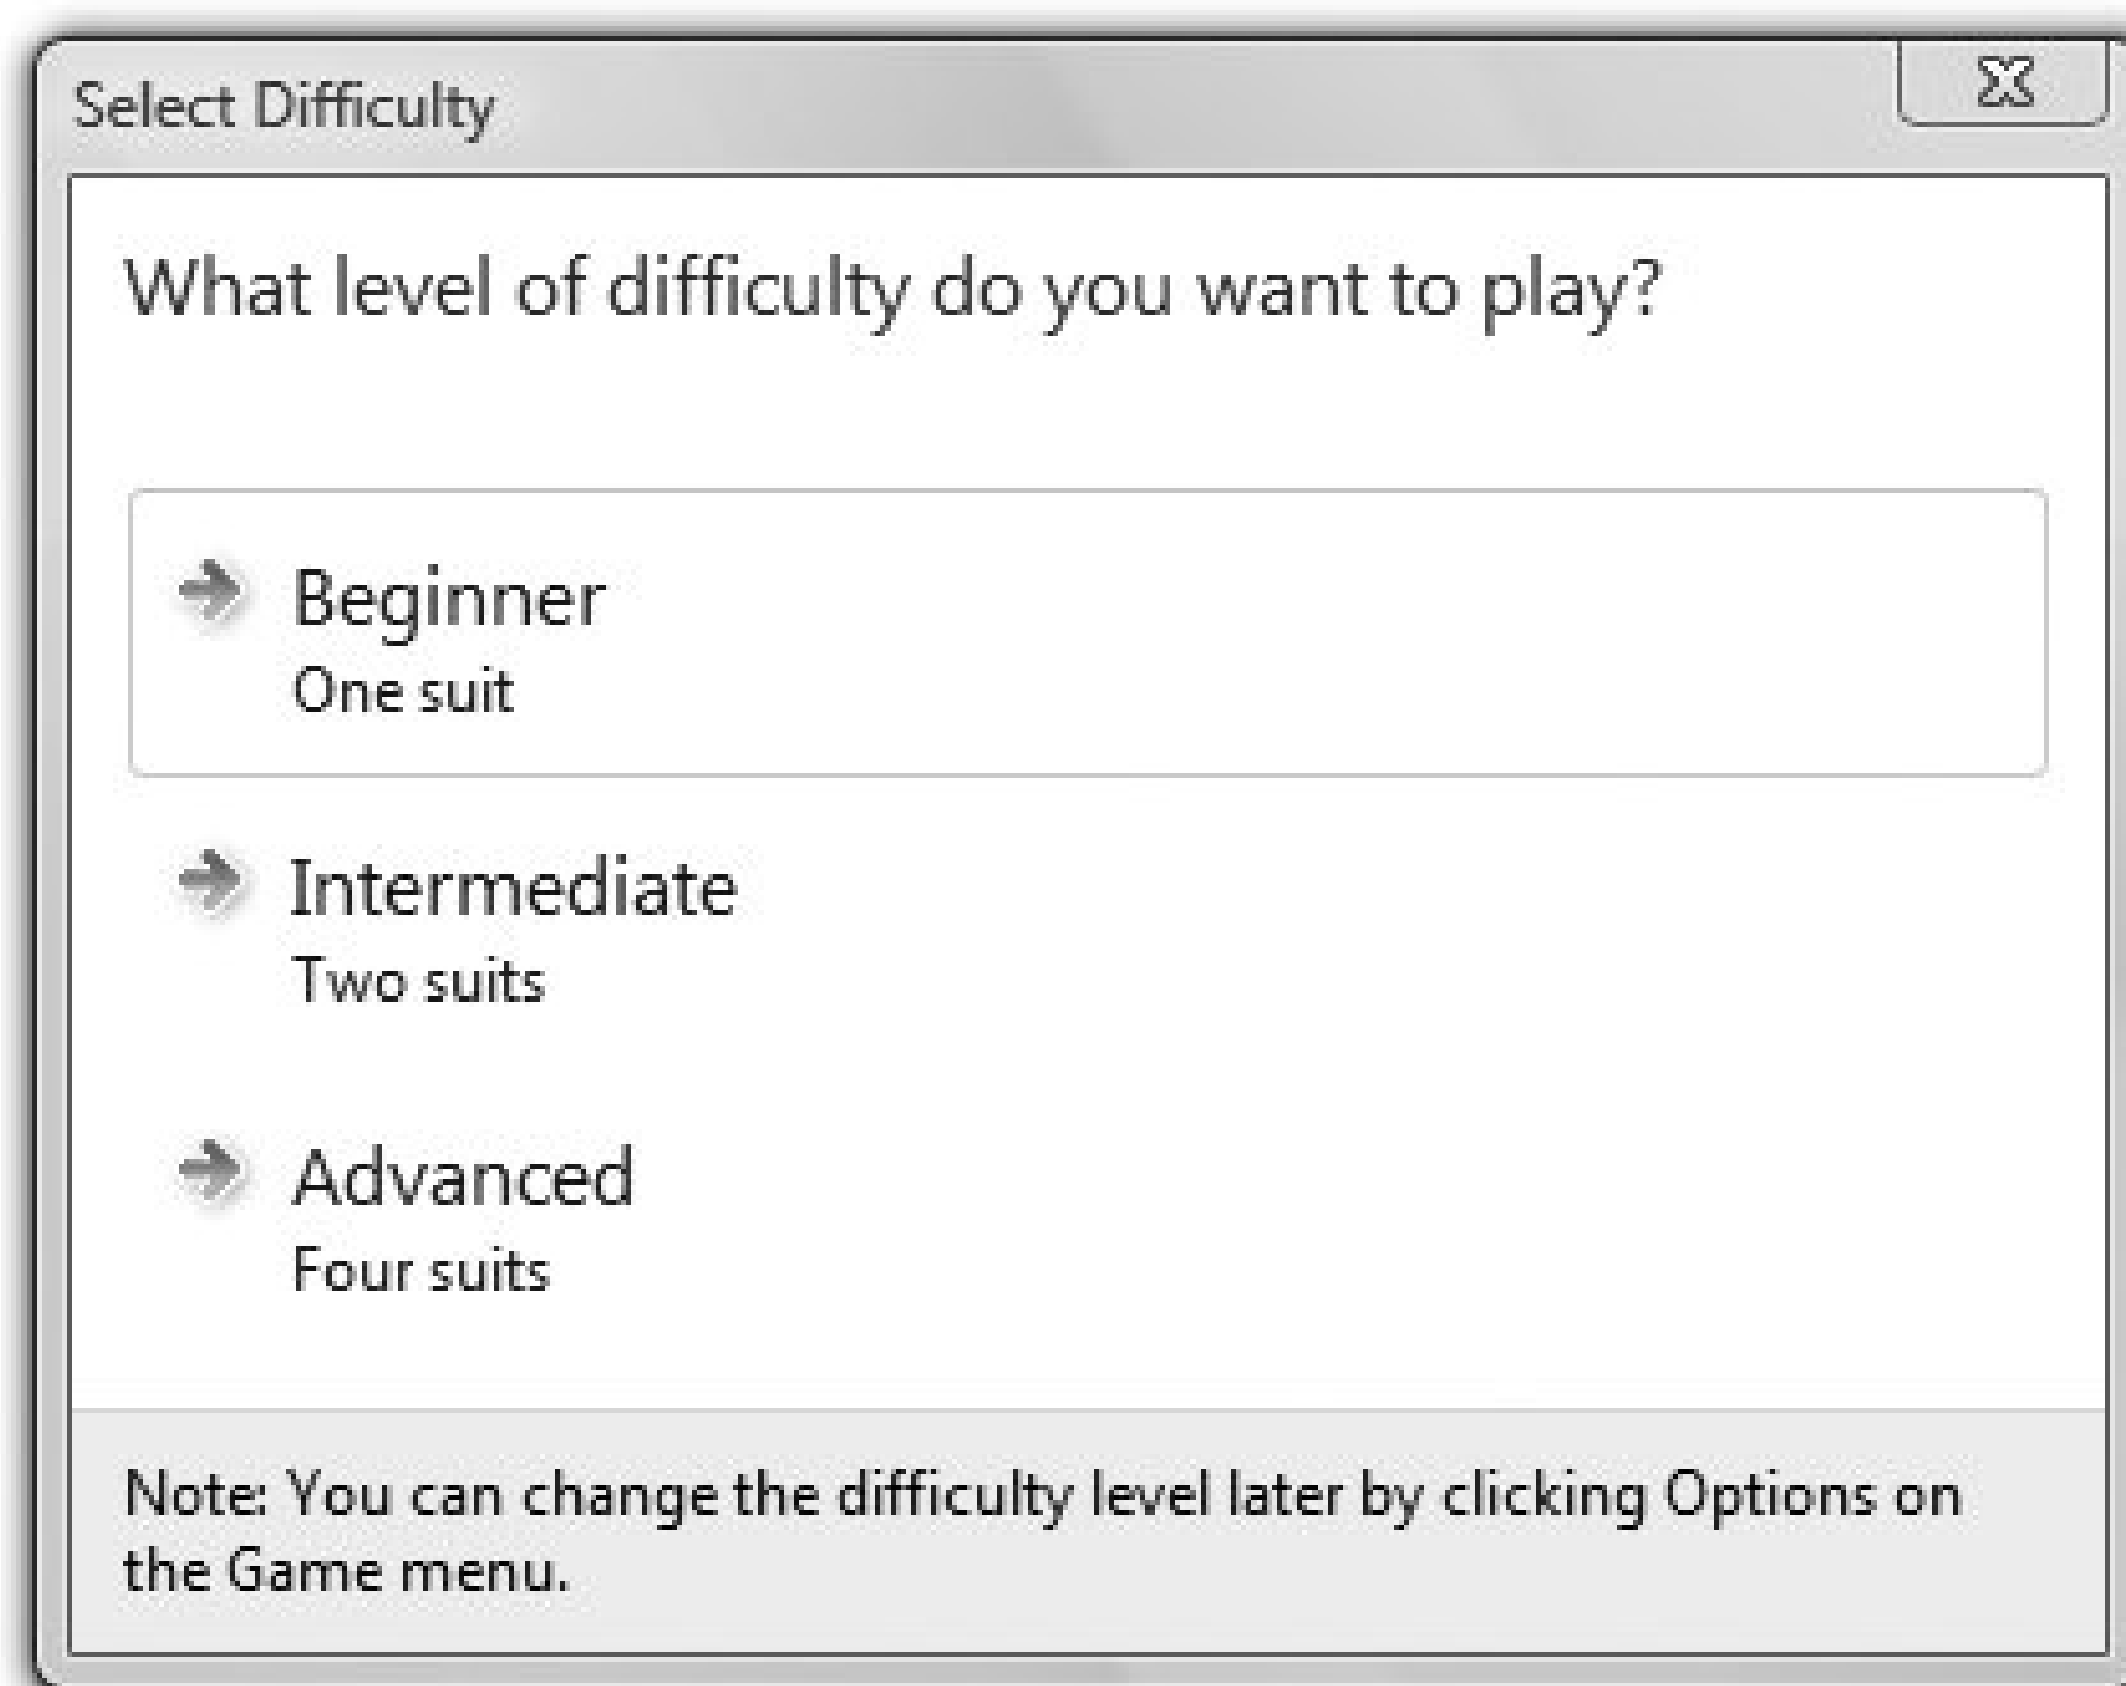 Select Difficulty
What level of difficulty do you want to play?
Beginner
One suit
Intermediate
Two suits
Advanced
Four suits
Note: You can change the difficulty level later by clicking Options on
the Game menu.